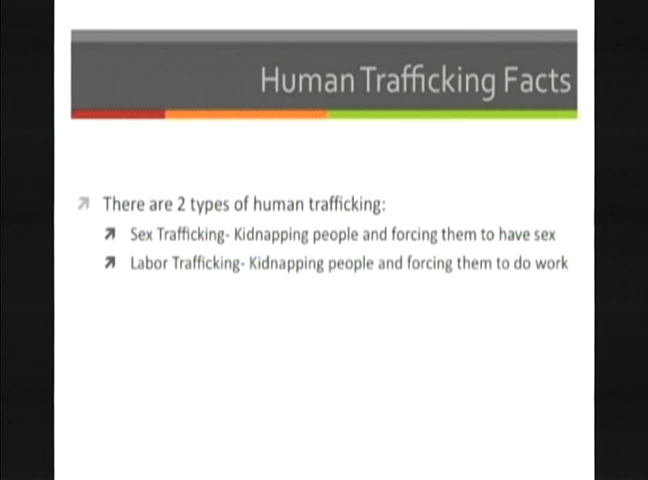 Human Trafficking Facts
There are 2 types of human trafficking:
Sex Trafficking- Kidnapping people and forcing them to have sex
Labor Trafficking- Kidnapping people and forcing them to do work